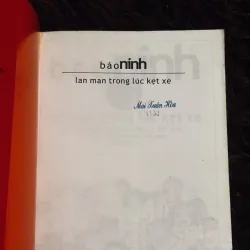 bảoninh
lan man trong lúc kẹt xe
Mai Xuân Hòa